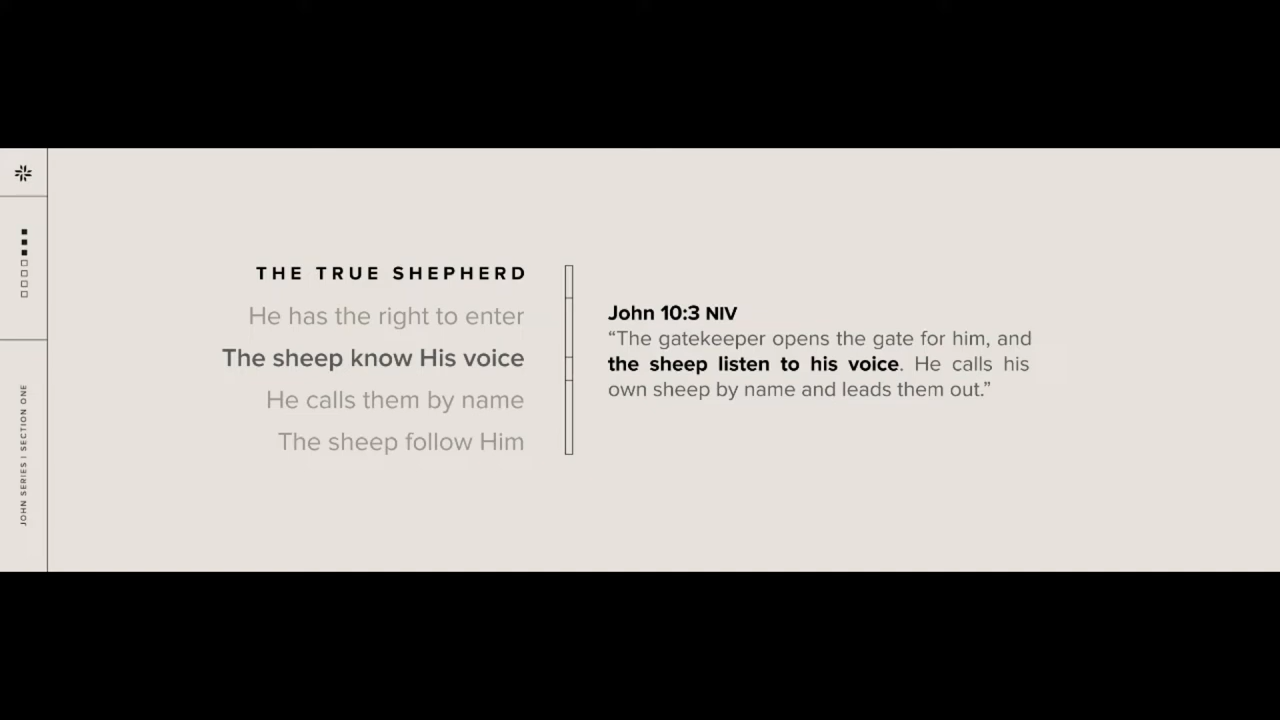 THE TRUE SHEPHERD
He has the right to enter
The sheep know His voice
He calls them by name
The sheep follow Him
John 10:3 NIV
“The gatekeeper opens the gate for him, and
the sheep listen to his voice. He calls his
own sheep by name and leads them out.”
JOHN SERIES | SECTION ONE